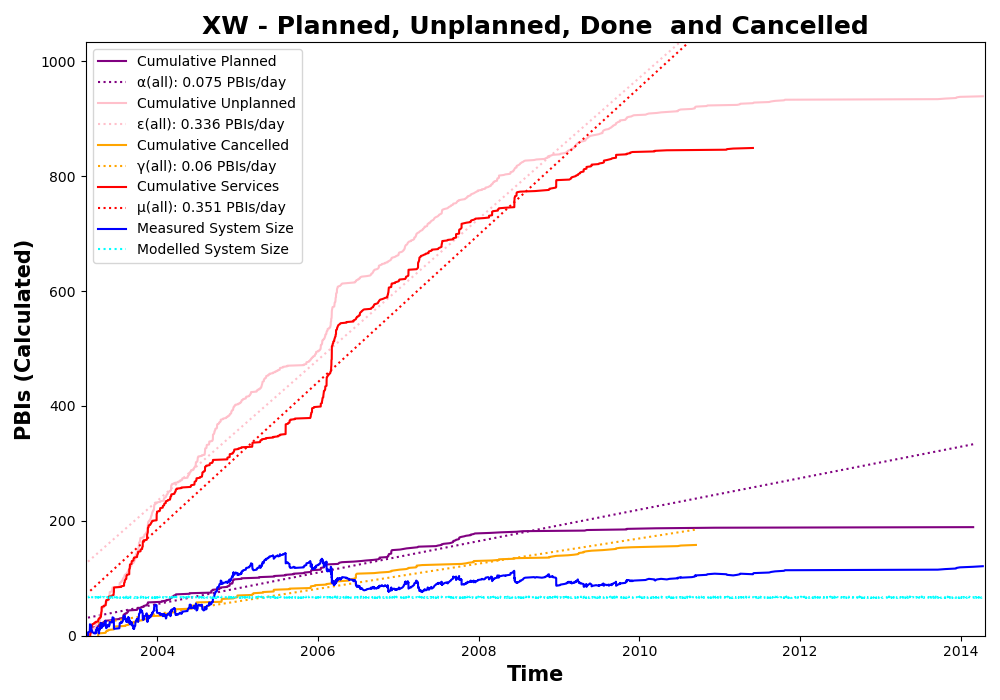 XW - Planned, Unplanned, Done  and Cancelled
Cumulative Planned
α(all): 0.075 PBIs/day
Cumulative Unplanned
ε(all): 0.336 PBIs/day
Cumulative Cancelled
γ(all): 0.06 PBIs/day
Cumulative Services
μ(all): 0.351 PBIs/day
Measured System Size
Modelled System Size
PBIs (Calculated)
1000
800
600
400
200
0
2004 2006 2008 2010 2012 2014
Time